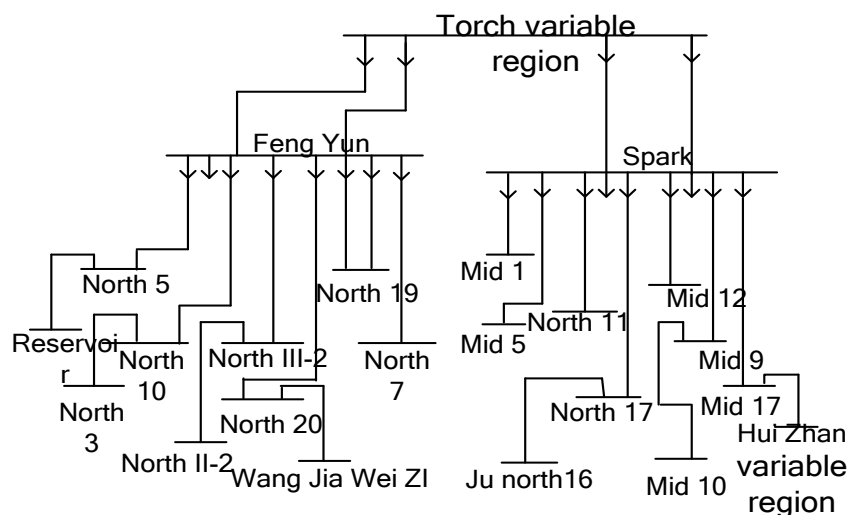 Torch variable
region
Feng Yun
Spark
North 5
North 19
Mid 1
Mid 12
Reservoi
r
North
10
North III-2
North
7
Mid 5
North 11
Mid 9
North
3
North 20
North 17
Mid 17
North II-2
Wang Jia Wei ZI
Ju north16
Mid 10
Hui Zhan
variable
region